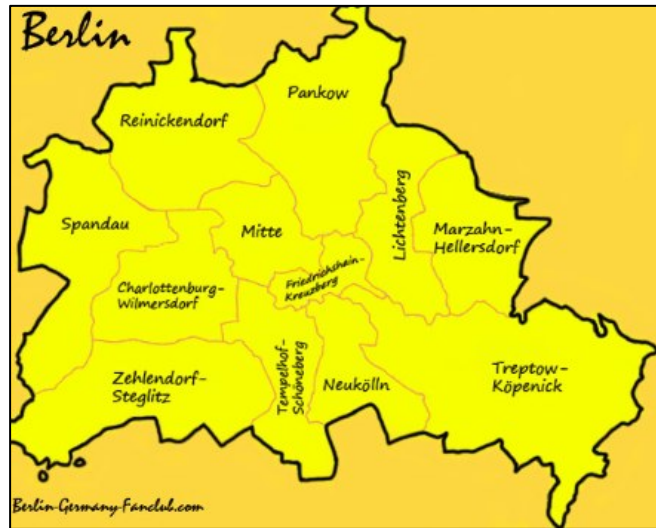 Berlin
Pankow
Reinickendorf
Spandau
Mitte
Lichtenberg
Marzahn-
Hellersdorf
Charlottenburg-
Wilmersdorf
Friedrichshein-
Kreuzberg
Zehlendorf-
Steglitz
Tempelhof-
Schöneberg
Neukölln
Treptow-
Köpenick
Berlin-Germany-Fanclub.com